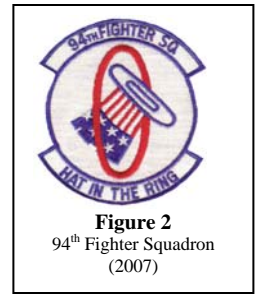 94TH FIGHTER SQ.
HAT IN THE RING
Figure 2
94th Fighter Squadron
(2007)